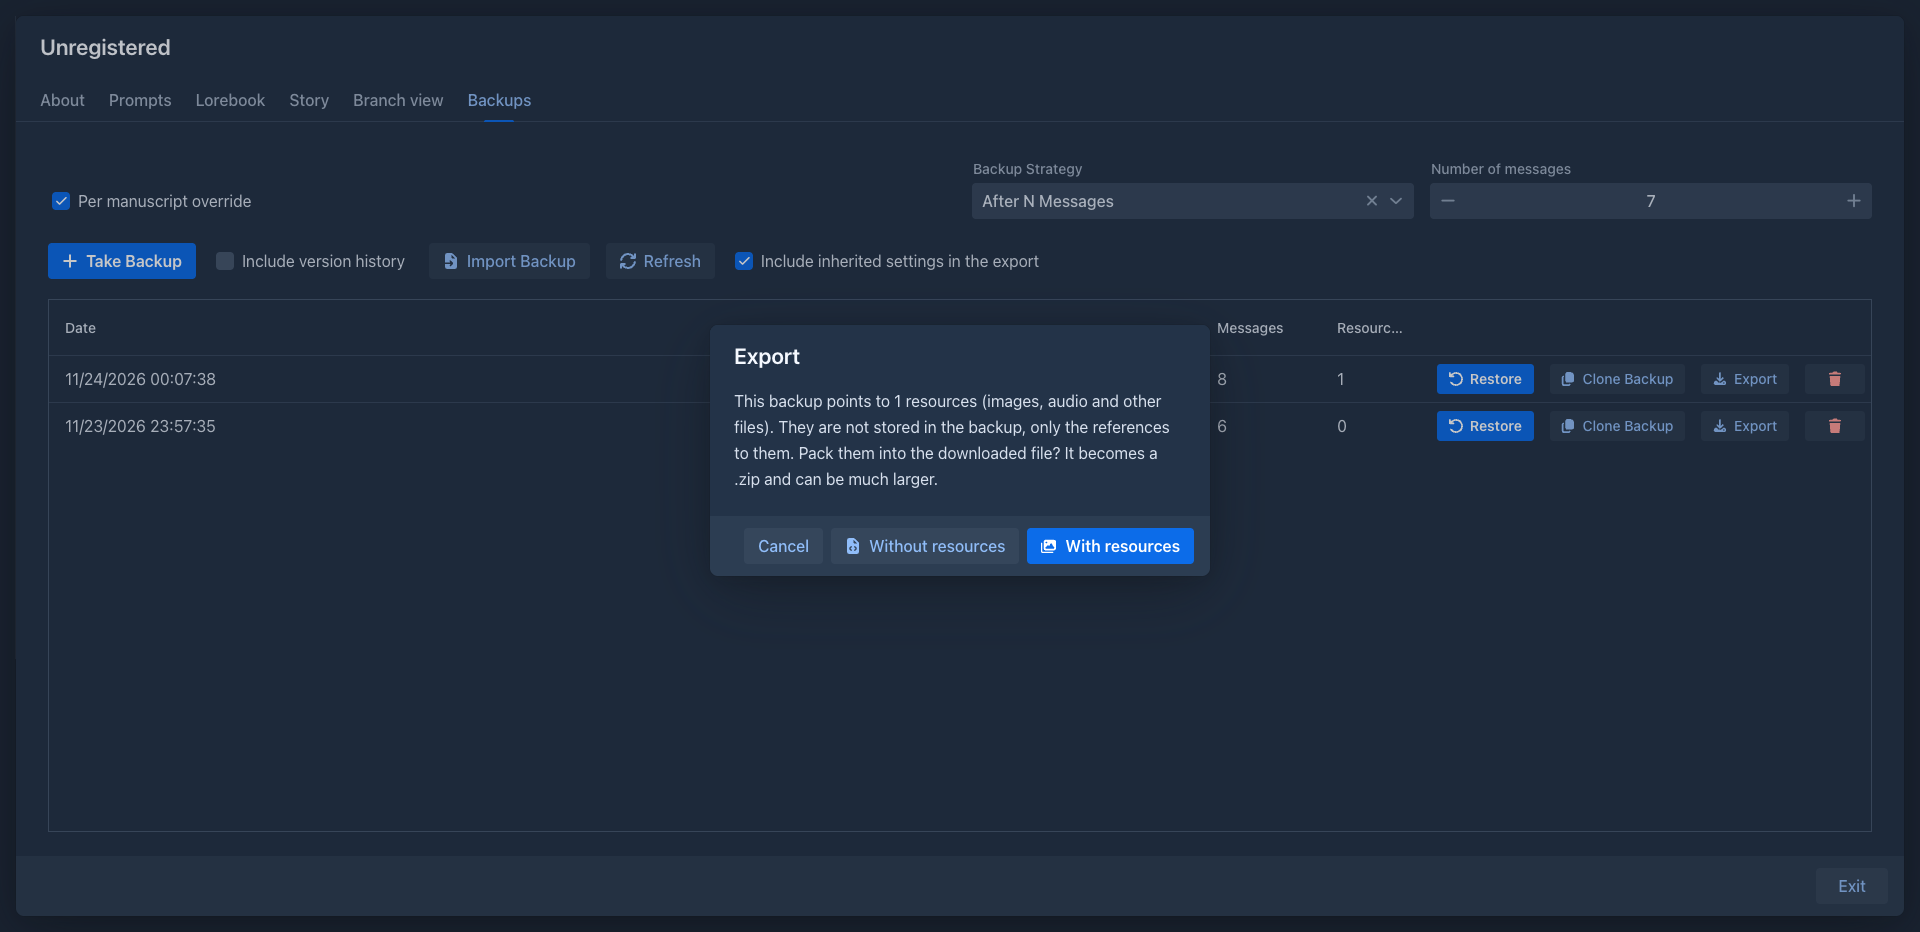 Unregistered
About Prompts Lorebook Story Branch view Backups
Backup Strategy Number of messages
Per manuscript override After N Messages 7
Take Backup Include version history Import Backup Refresh Include inherited settings in the export
Date Messages Resourc...
11/24/2026 00:07:38 8 1 Restore Clone Backup Export
11/23/2026 23:57:35 6 0 Restore Clone Backup Export
Export
This backup points to 1 resources (images, audio and other
files). They are not stored in the backup, only the references
to them. Pack them into the downloaded file? It becomes a
.zip and can be much larger.
Cancel Without resources With resources
Exit